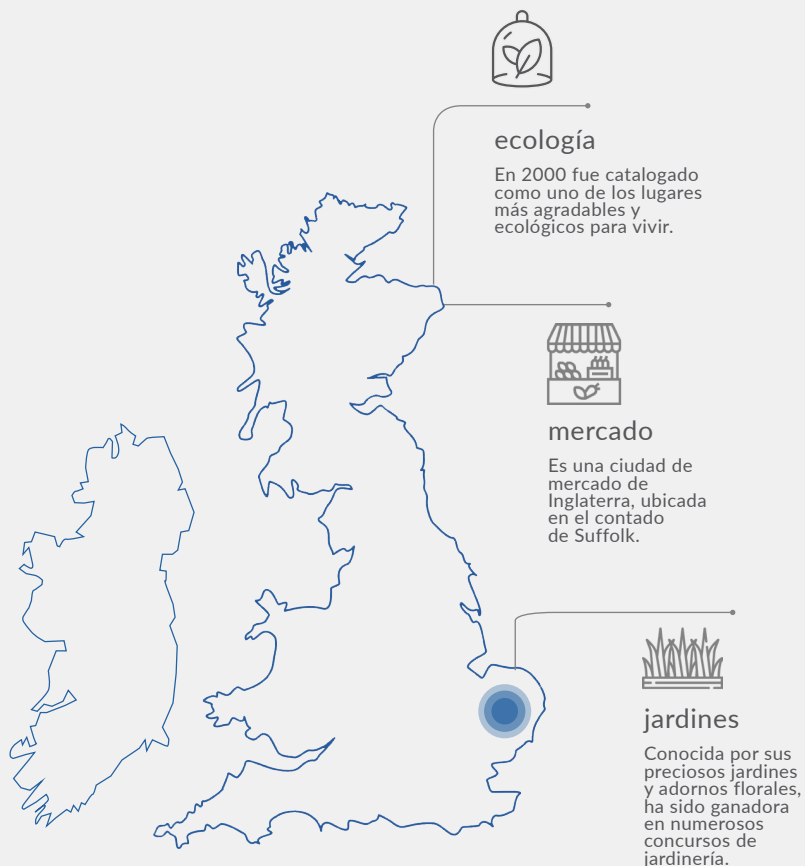 ecología
En 2000 fue catalogado
como uno de los lugares
más agradables y
ecológicos para vivir.
mercado
Es una ciudad de
mercado de
Inglaterra, ubicada
en el contado
de Suffolk.
jardines
Conocida por sus
preciosos jardines
y adornos florales,
ha sido ganadora
en numerosos
concursos de
jardinería.